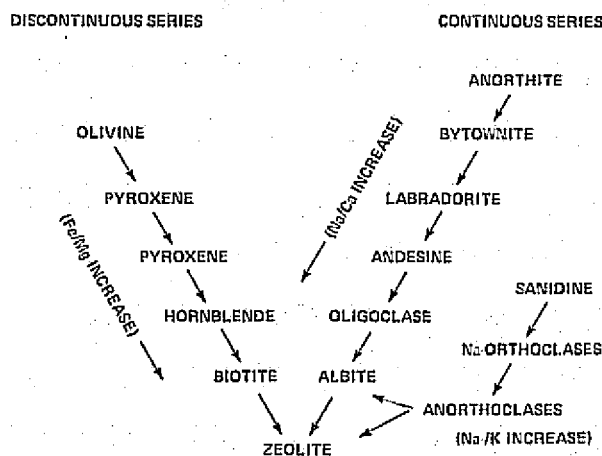 DISCONTINUOUS SERIES
CONTINUOUS SERIES
ANORTHITE
OLIVINE
BYTOWNITE
(Na/Ca INCREASE)
PYROXENE
LABRADORITE
(Fe/Mg INCREASE)
PYROXENE
ANDESINE
SANIDINE
HORNBLENDE
OLIGOCLASE
Na-ORTHOCLASES
BIOTITE
ALBITE
ANORTHOCLASES
(Na/K INCREASE)
ZEOLITE